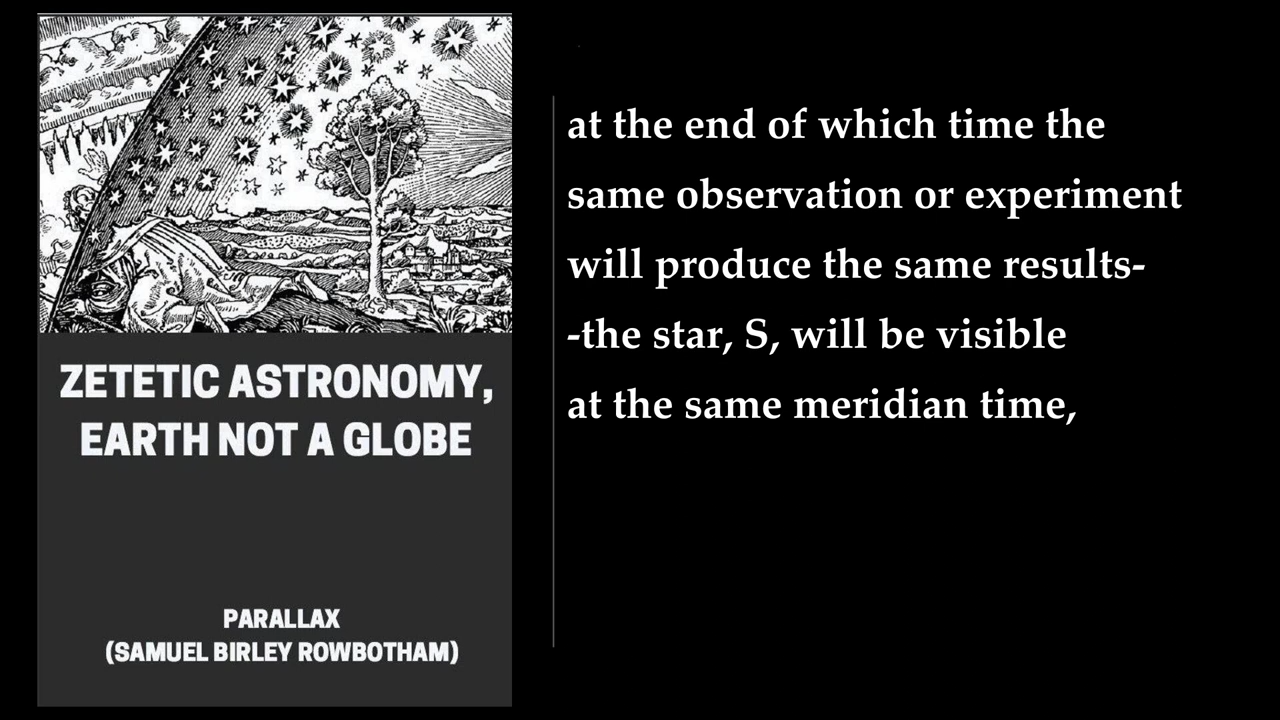 ZETETIC ASTRONOMY,
EARTH NOT A GLOBE
PARALLAX
(SAMUEL BIRLEY ROWBOTHAM)
at the end of which time the
same observation or experiment
will produce the same results-
-the star, S, will be visible
at the same meridian time,